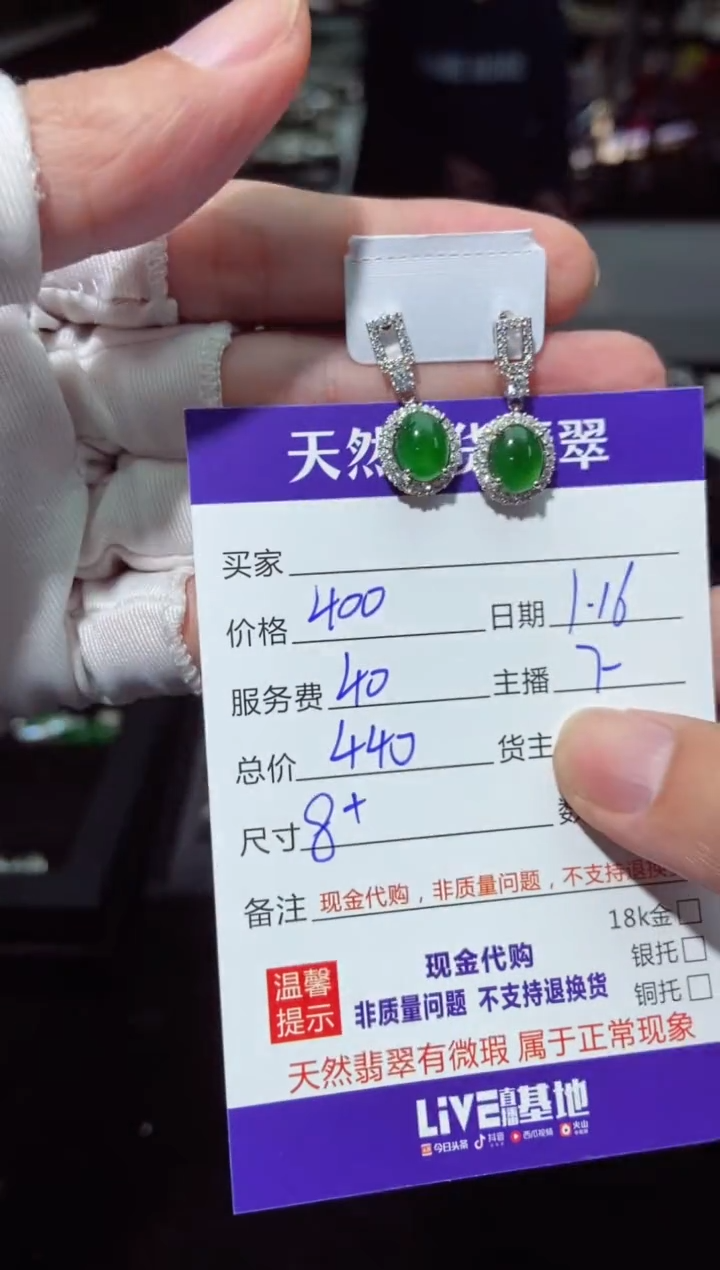 天然 货翡翠
买家
价格 400 日期 1.16
服务费 40 主播 7
总价 440 货主
尺寸 8+ 数
备注 现金代购，非质量问题，不支持退换
18k金□
银托□
铜托□
温馨提示
现金代购
非质量问题 不支持退换货
天然翡翠有微瑕 属于正常现象
LiVE直播基地
今日头条 抖音 西瓜视频 火山